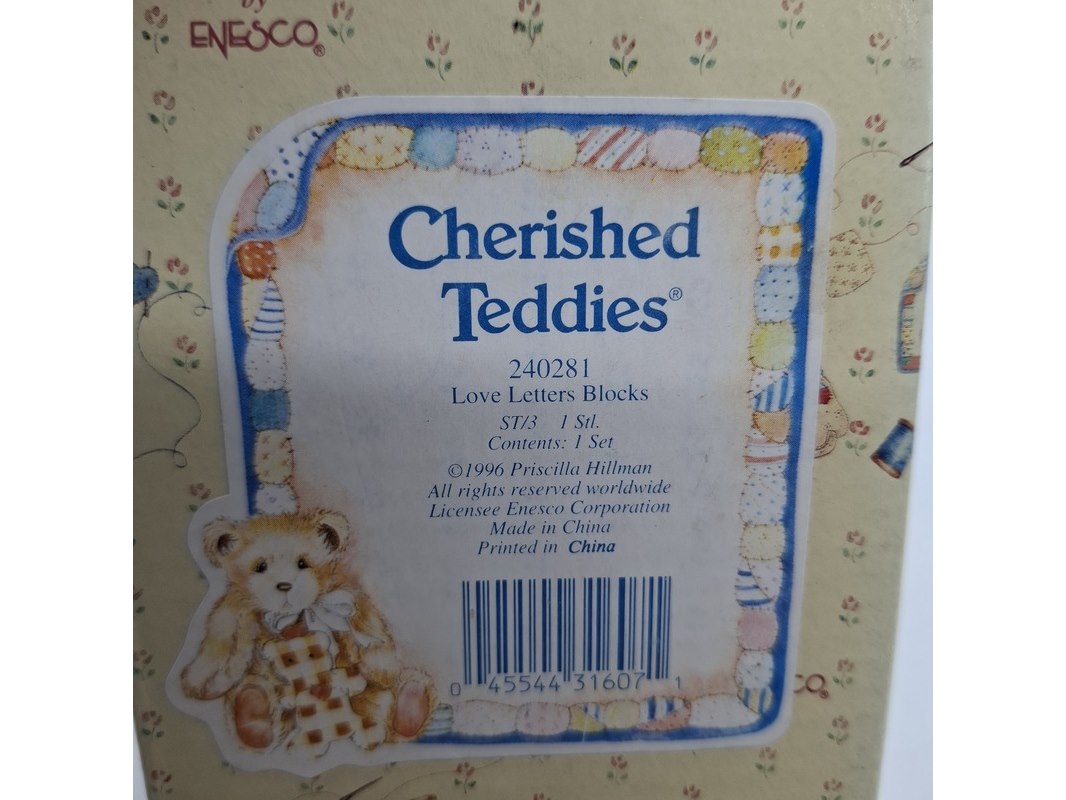 by
ENESCO®
Cherished
Teddies®
240281
Love Letters Blocks
ST/3 1 Stl.
Contents: 1 Set
©1996 Priscilla Hillman
All rights reserved worldwide
Licensee Enesco Corporation
Made in China
Printed in China
0 45544 31607 1